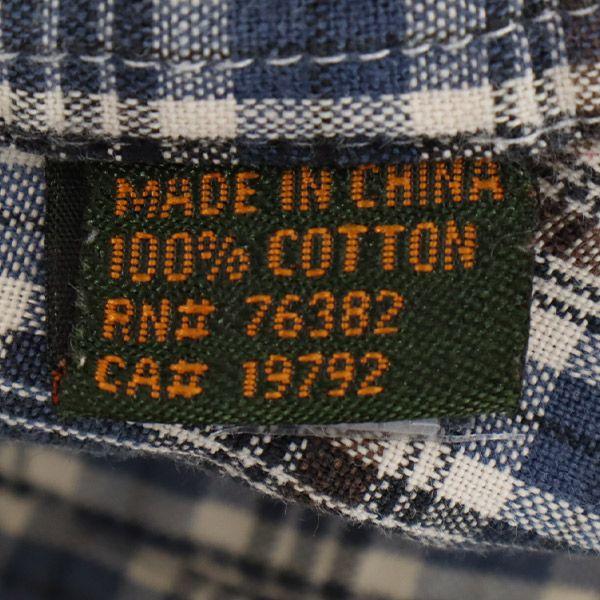 MADE IN CHINA
100% COTTON
RN# 76382
CA# 19792